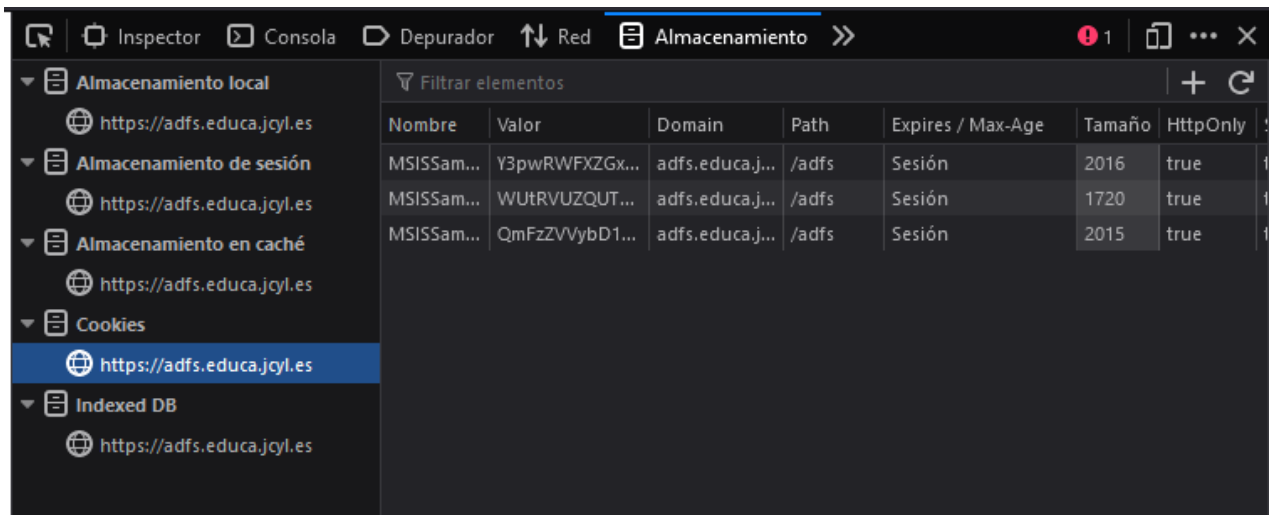 Inspector Consola Depurador Red Almacenamiento 1
Almacenamiento local
https://adfs.educa.jcyl.es
Almacenamiento de sesión
https://adfs.educa.jcyl.es
Almacenamiento en caché
https://adfs.educa.jcyl.es
Cookies
https://adfs.educa.jcyl.es
Indexed DB
https://adfs.educa.jcyl.es
Filtrar elementos
Nombre Valor Domain Path Expires / Max-Age Tamaño HttpOnly
MSISSam... Y3pwRWFXZGx... adfs.educa.j... /adfs Sesión 2016 true
MSISSam... WUtRVUZQUT... adfs.educa.j... /adfs Sesión 1720 true
MSISSam... QmFzZVVybD1... adfs.educa.j... /adfs Sesión 2015 true